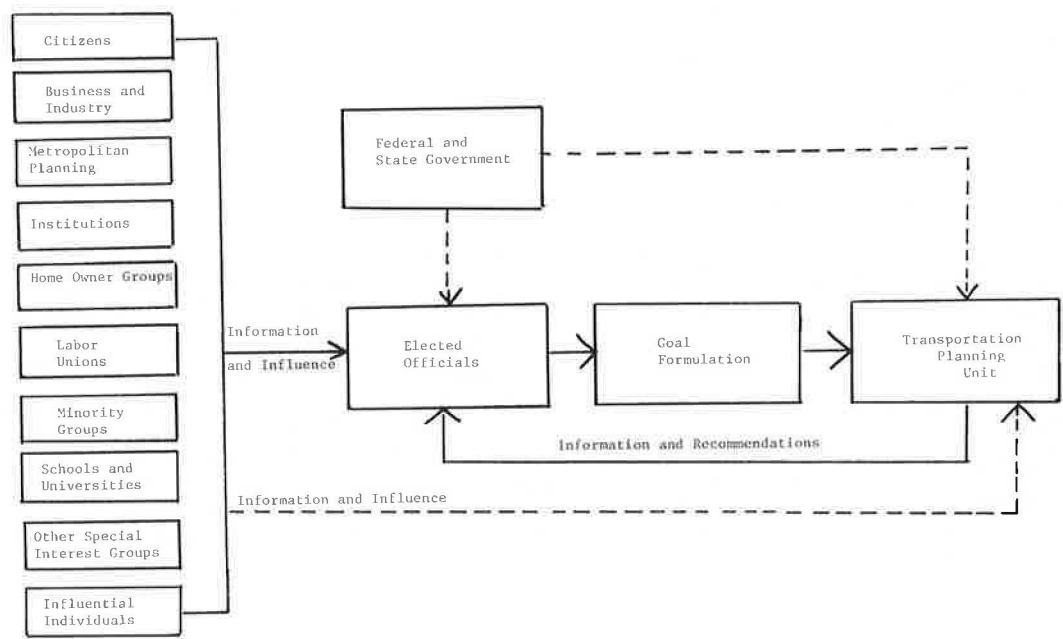 Citizens
Business and
Industry
Metropolitan
Planning
Institutions
Home Owner Groups
Labor
Unions
Minority
Groups
Schools and
Universities
Other Special
Interest Groups
Influential
Individuals
Information
and Influence
Federal and
State Government
Elected
Officials
Goal
Formulation
Transportation
Planning
Unit
Information and Recommendations
Information and Influence